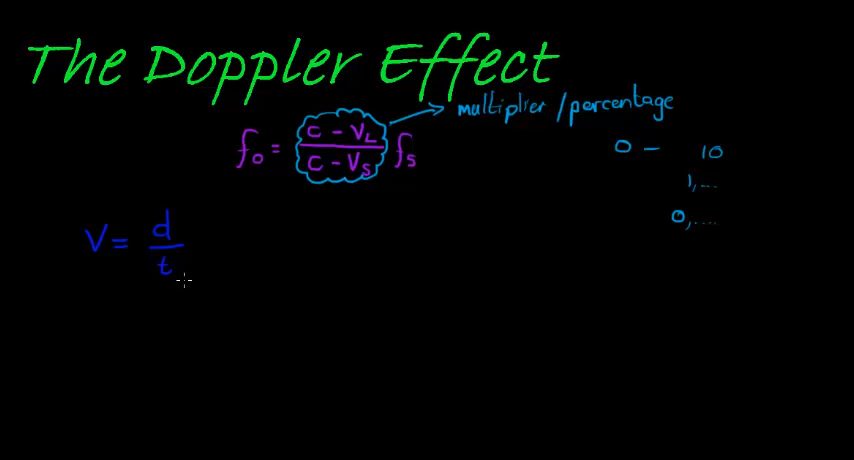 The Doppler Effect
multiplier/percentage
f₀ = (C - V_L)/(C - V_S) f_s
0 - 10
1,...
0,....
V = d/t